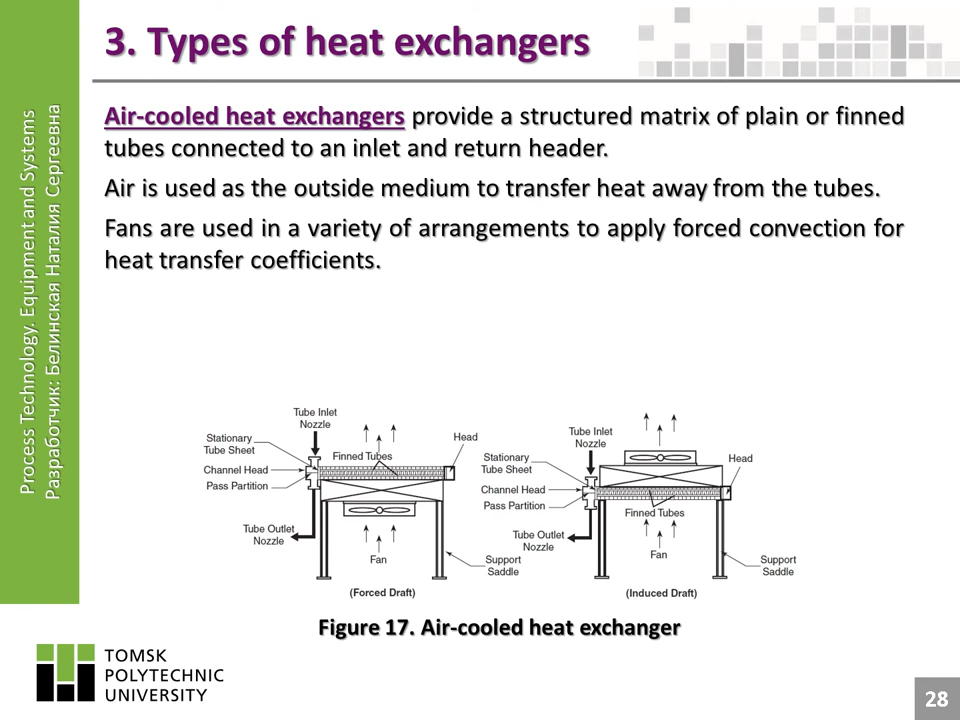 3. Types of heat exchangers
Process Technology. Equipment and Systems
Разработчик: Белинская Наталия Сергеевна
Air-cooled heat exchangers provide a structured matrix of plain or finned
tubes connected to an inlet and return header.
Air is used as the outside medium to transfer heat away from the tubes.
Fans are used in a variety of arrangements to apply forced convection for
heat transfer coefficients.
Tube Inlet
Nozzle
Stationary
Tube Sheet
Finned Tubes
Head
Channel Head
Pass Partition
Tube Outlet
Nozzle
Fan
Support
Saddle
(Forced Draft)
Tube Inlet
Nozzle
Stationary
Tube Sheet
Head
Channel Head
Pass Partition
Finned Tubes
Tube Outlet
Nozzle
Fan
Support
Saddle
(Induced Draft)
Figure 17. Air-cooled heat exchanger
TOMSK
POLYTECHNIC
UNIVERSITY
28